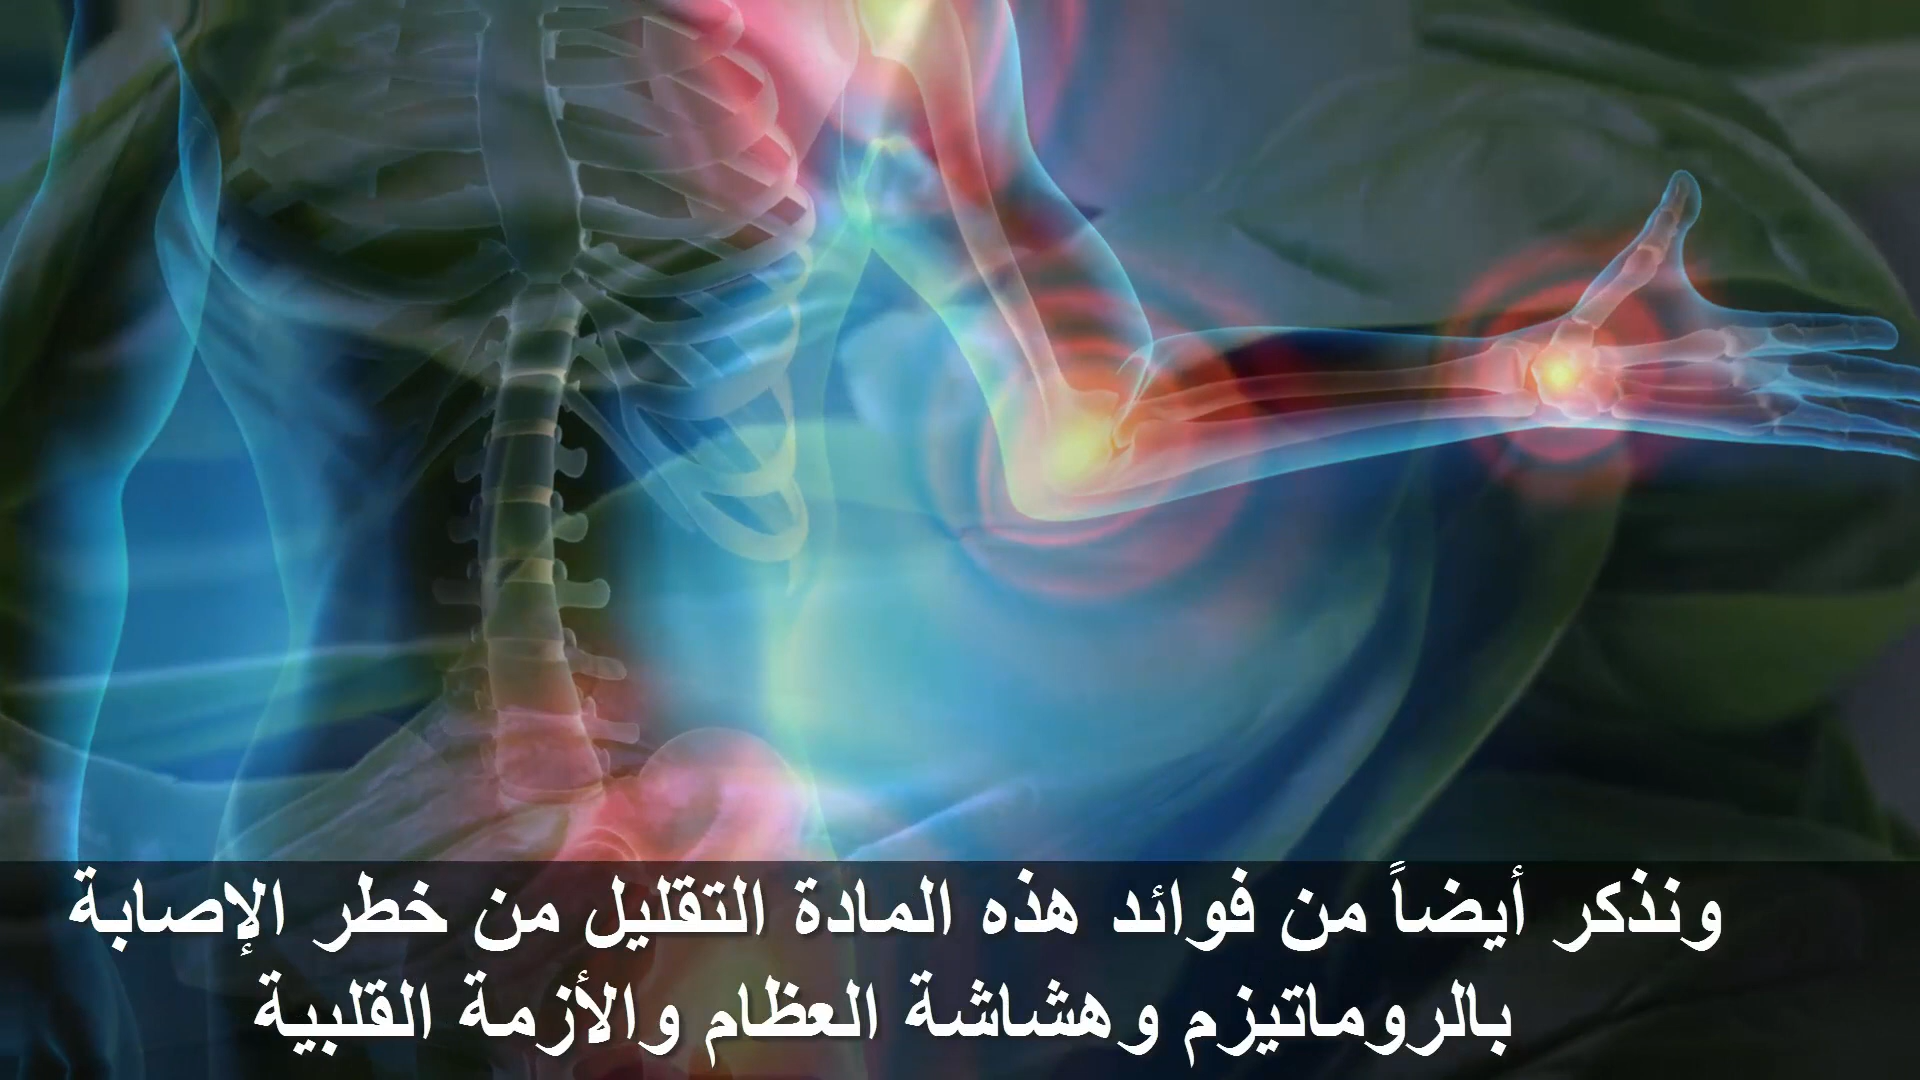 ونذكر أيضاً من فوائد هذه المادة التقليل من خطر الإصابة
بالروماتيزم وهشاشة العظام والأزمة القلبية